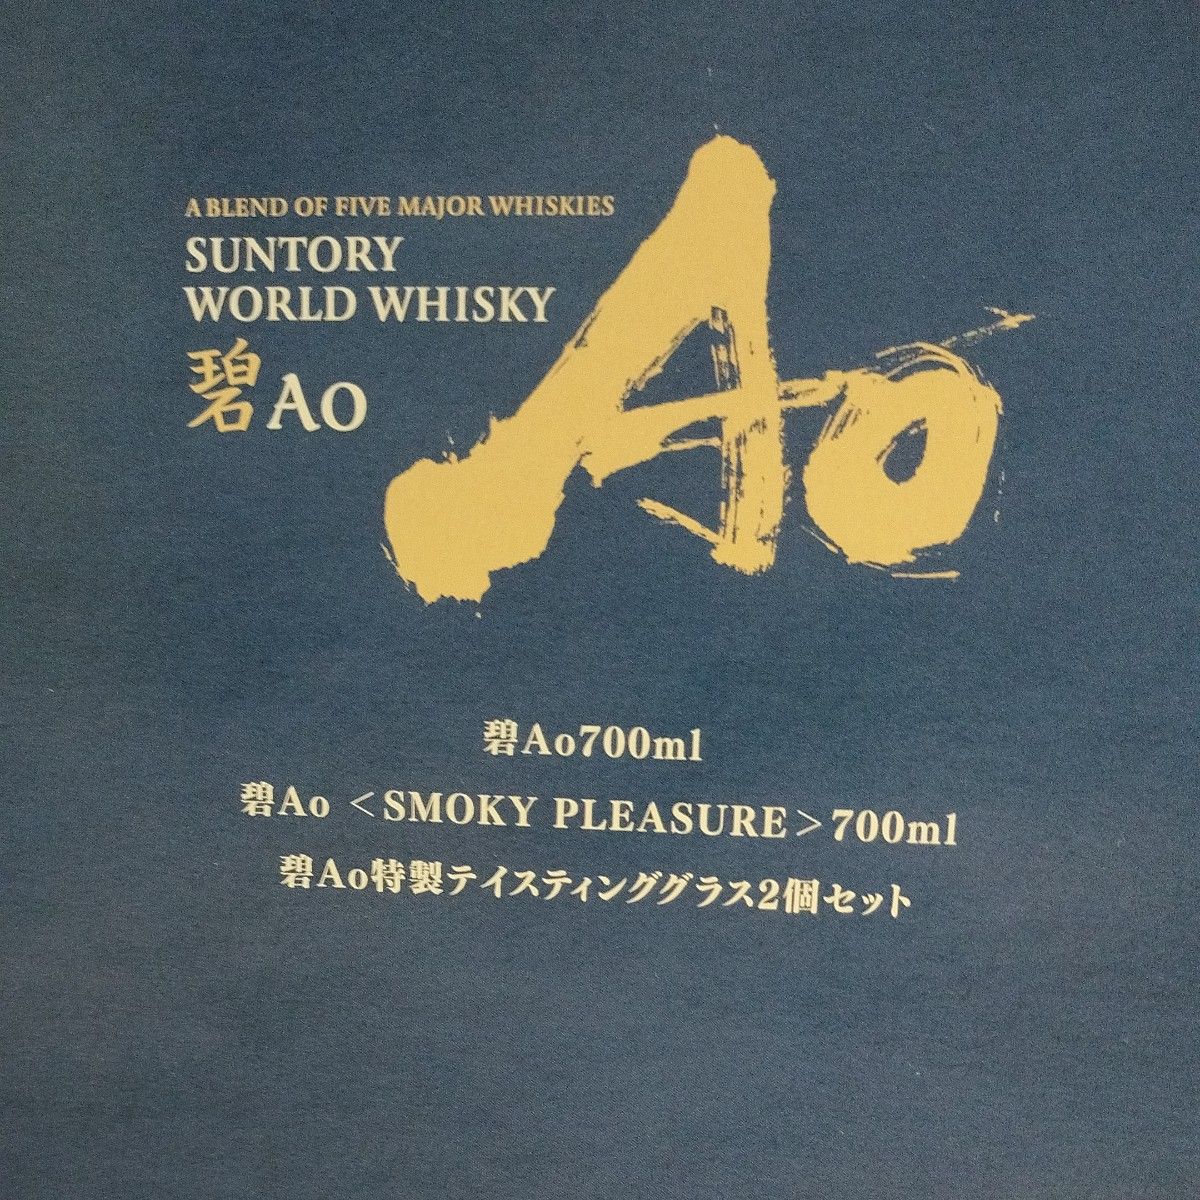 A BLEND OF FIVE MAJOR WHISKIES
SUNTORY
WORLD WHISKY
碧AO
Ao
碧Ao700ml
碧Ao <SMOKY PLEASURE>700ml
碧Ao特製テイスティンググラス2個セット